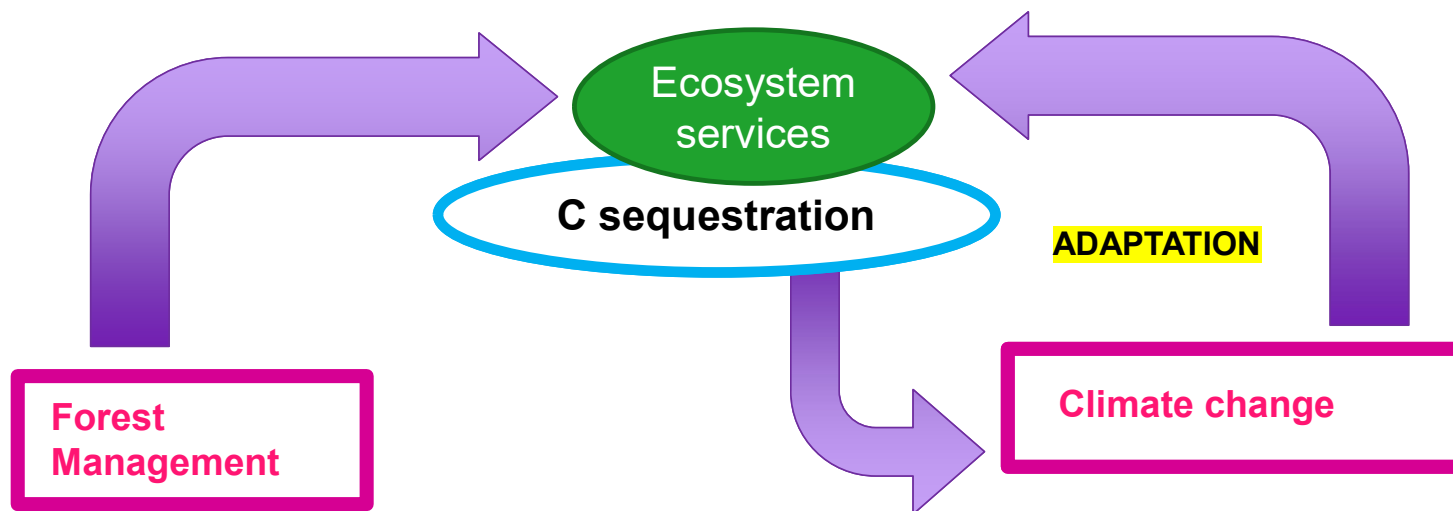 Ecosystem
services
C sequestration
ADAPTATION
Forest
Management
Climate change